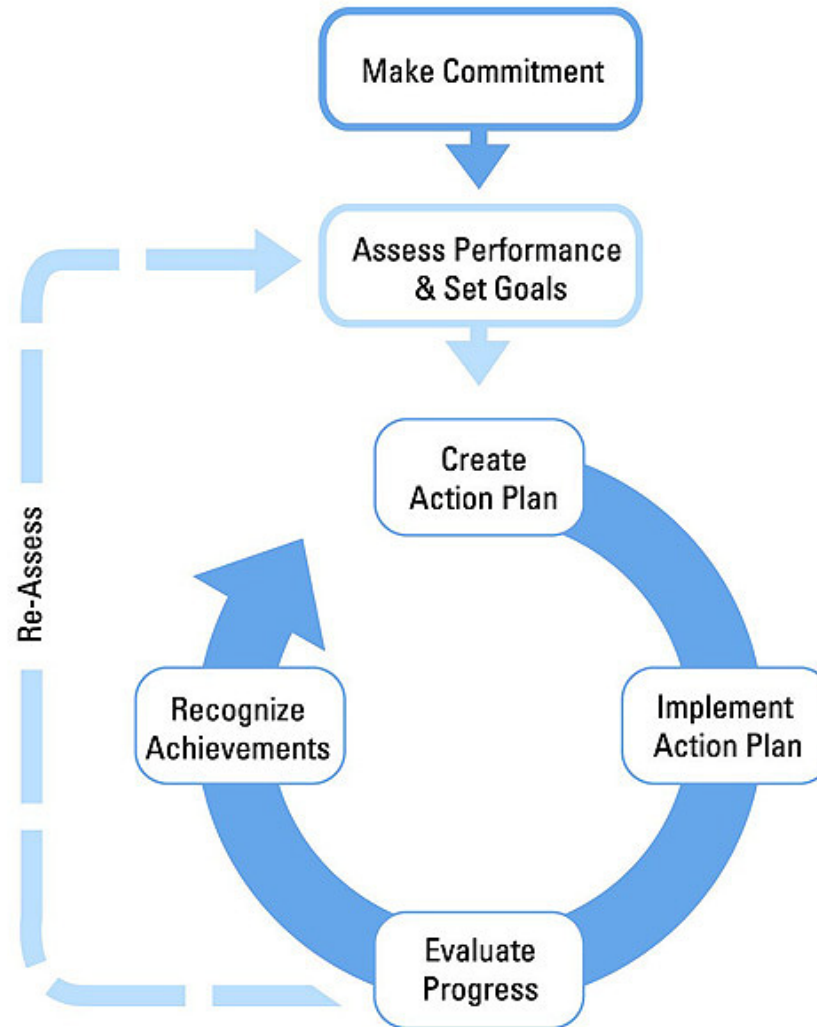 Make Commitment
Assess Performance
& Set Goals
Create
Action Plan
Re-Assess
Recognize
Achievements
Implement
Action Plan
Evaluate
Progress